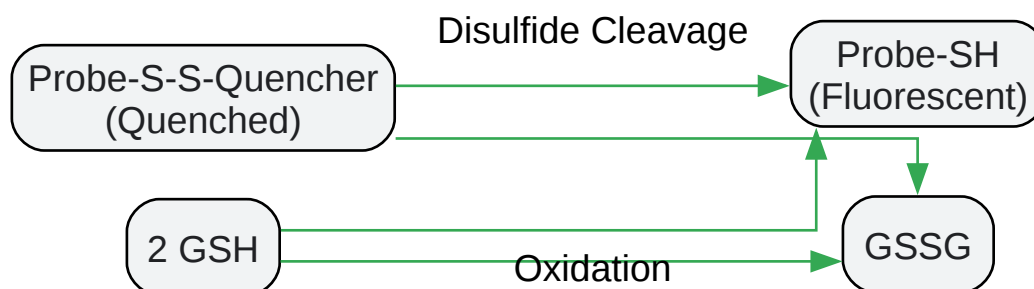 Disulfide Cleavage
Probe-S-S-Quencher
(Quenched)
Probe-SH
(Fluorescent)
2 GSH
Oxidation
GSSG